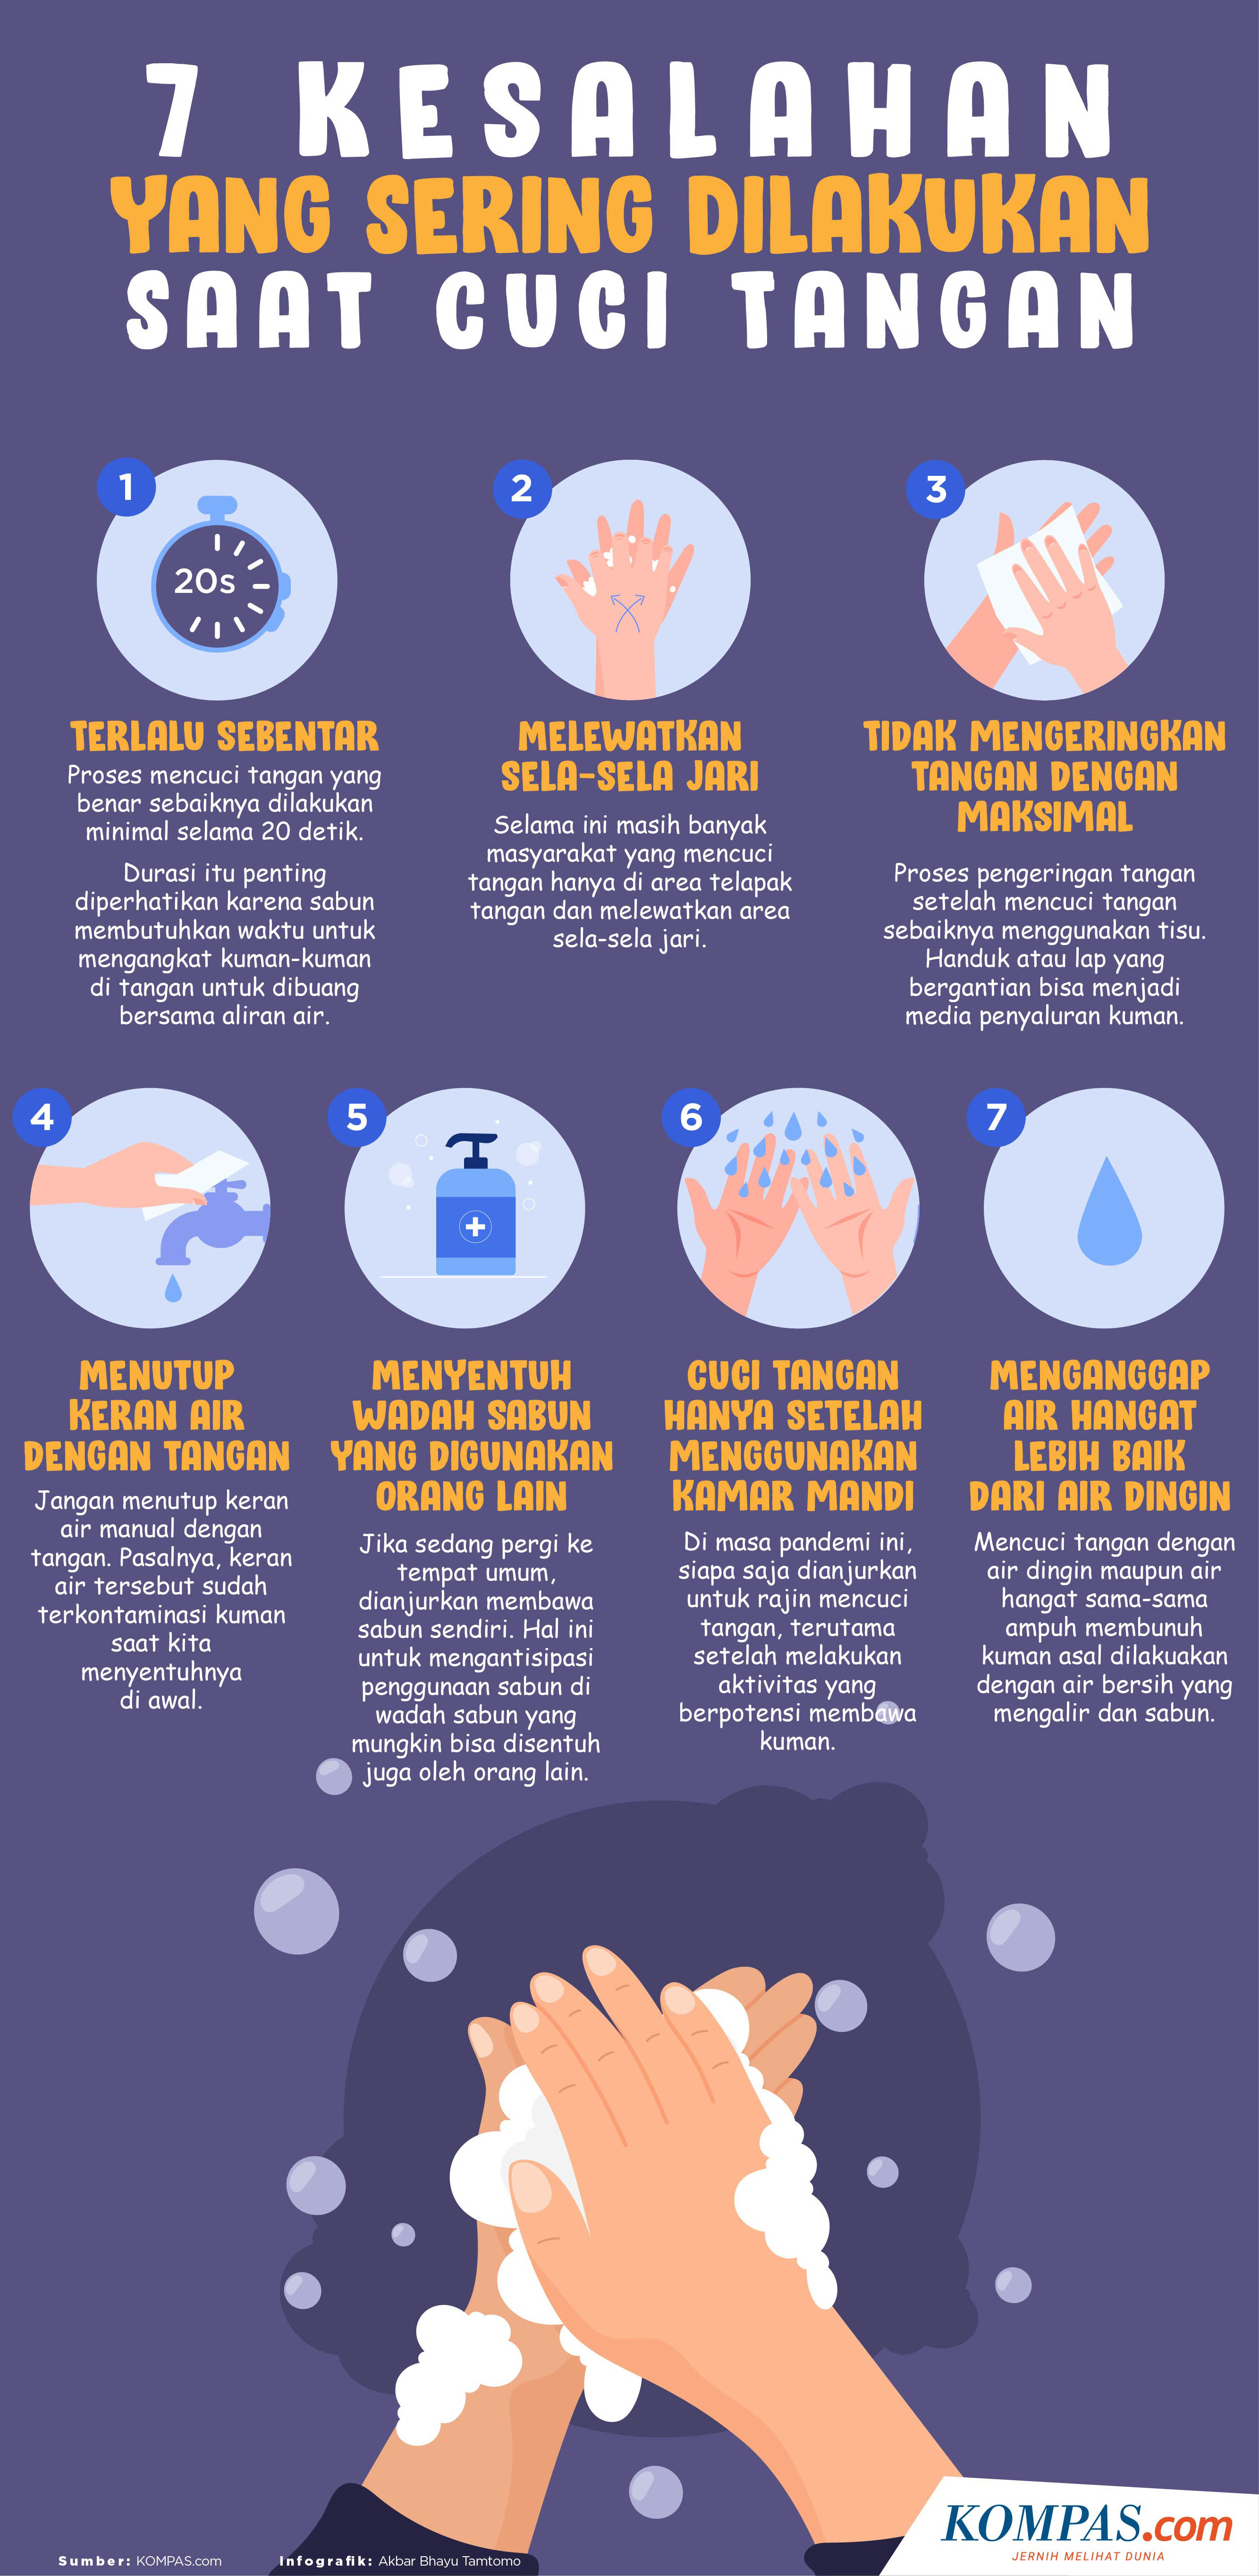 7 KESALAHAN
YANG SERING DILAKUKAN
SAAT CUCI TANGAN
1
20s
TERLALU SEBENTAR
Proses mencuci tangan yang
benar sebaiknya dilakukan
minimal selama 20 detik.
Durasi itu penting
diperhatikan karena sabun
membutuhkan waktu untuk
mengangkat kuman-kuman
di tangan untuk dibuang
bersama aliran air.
2
MELEWATKAN
SELA-SELA JARI
Selama ini masih banyak
masyarakat yang mencuci
tangan hanya di area telapak
tangan dan melewatkan area
sela-sela jari.
3
TIDAK MENGERINGKAN
TANGAN DENGAN
MAKSIMAL
Proses pengeringan tangan
setelah mencuci tangan
sebaiknya menggunakan tisu.
Handuk atau lap yang
bergantian bisa menjadi
media penyaluran kuman.
4
MENUTUP
KERAN AIR
DENGAN TANGAN
Jangan menutup keran
air manual dengan
tangan. Pasalnya, keran
air tersebut sudah
terkontaminasi kuman
saat kita
menyentuhnya
di awal.
5
MENYENTUH
WADAH SABUN
YANG DIGUNAKAN
ORANG LAIN
Jika sedang pergi ke
tempat umum,
dianjurkan membawa
sabun sendiri. Hal ini
untuk mengantisipasi
penggunaan sabun di
wadah sabun yang
mungkin bisa disentuh
juga oleh orang lain.
6
CUCI TANGAN
HANYA SETELAH
MENGGUNAKAN
KAMAR MANDI
Di masa pandemi ini,
siapa saja dianjurkan
untuk rajin mencuci
tangan, terutama
setelah melakukan
aktivitas yang
berpotensi membawa
kuman.
7
MENGANGGAP
AIR HANGAT
LEBIH BAIK
DARI AIR DINGIN
Mencuci tangan dengan
air dingin maupun air
hangat sama-sama
ampuh membunuh
kuman asal dilakuakan
dengan air bersih yang
mengalir dan sabun.
KOMPAS.com
JERNIH MELIHAT DUNIA
Sumber: KOMPAS.com Infografik: Akbar Bhayu Tamtomo